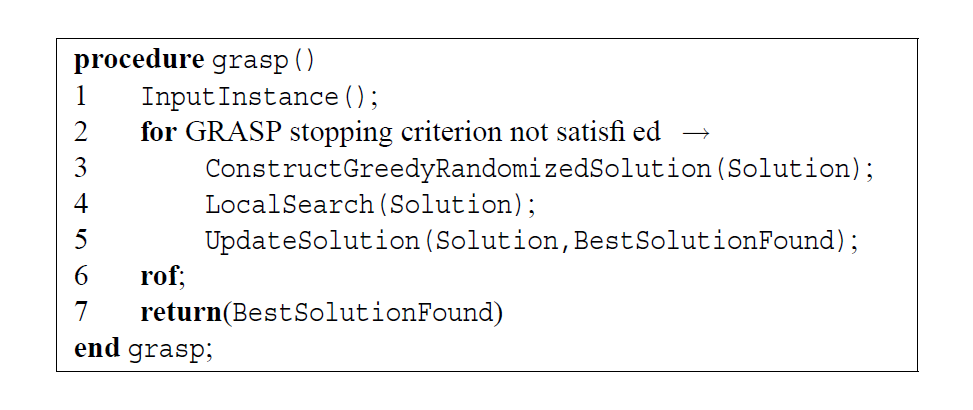 procedure grasp()
1 InputInstance();
2 for GRASP stopping criterion not satisfi ed →
3 ConstructGreedyRandomizedSolution(Solution);
4 LocalSearch(Solution);
5 UpdateSolution(Solution,BestSolutionFound);
6 rof;
7 return(BestSolutionFound)
end grasp;